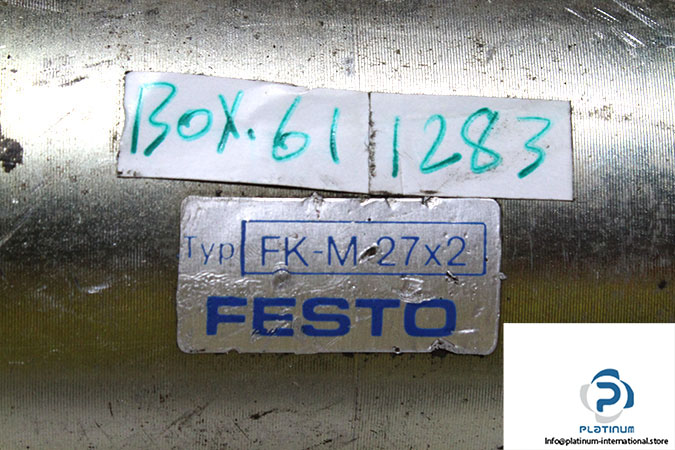 BOX.61 1283
Typ FK-M 27x2
FESTO
PLATINUM
Info@platinum-international.store